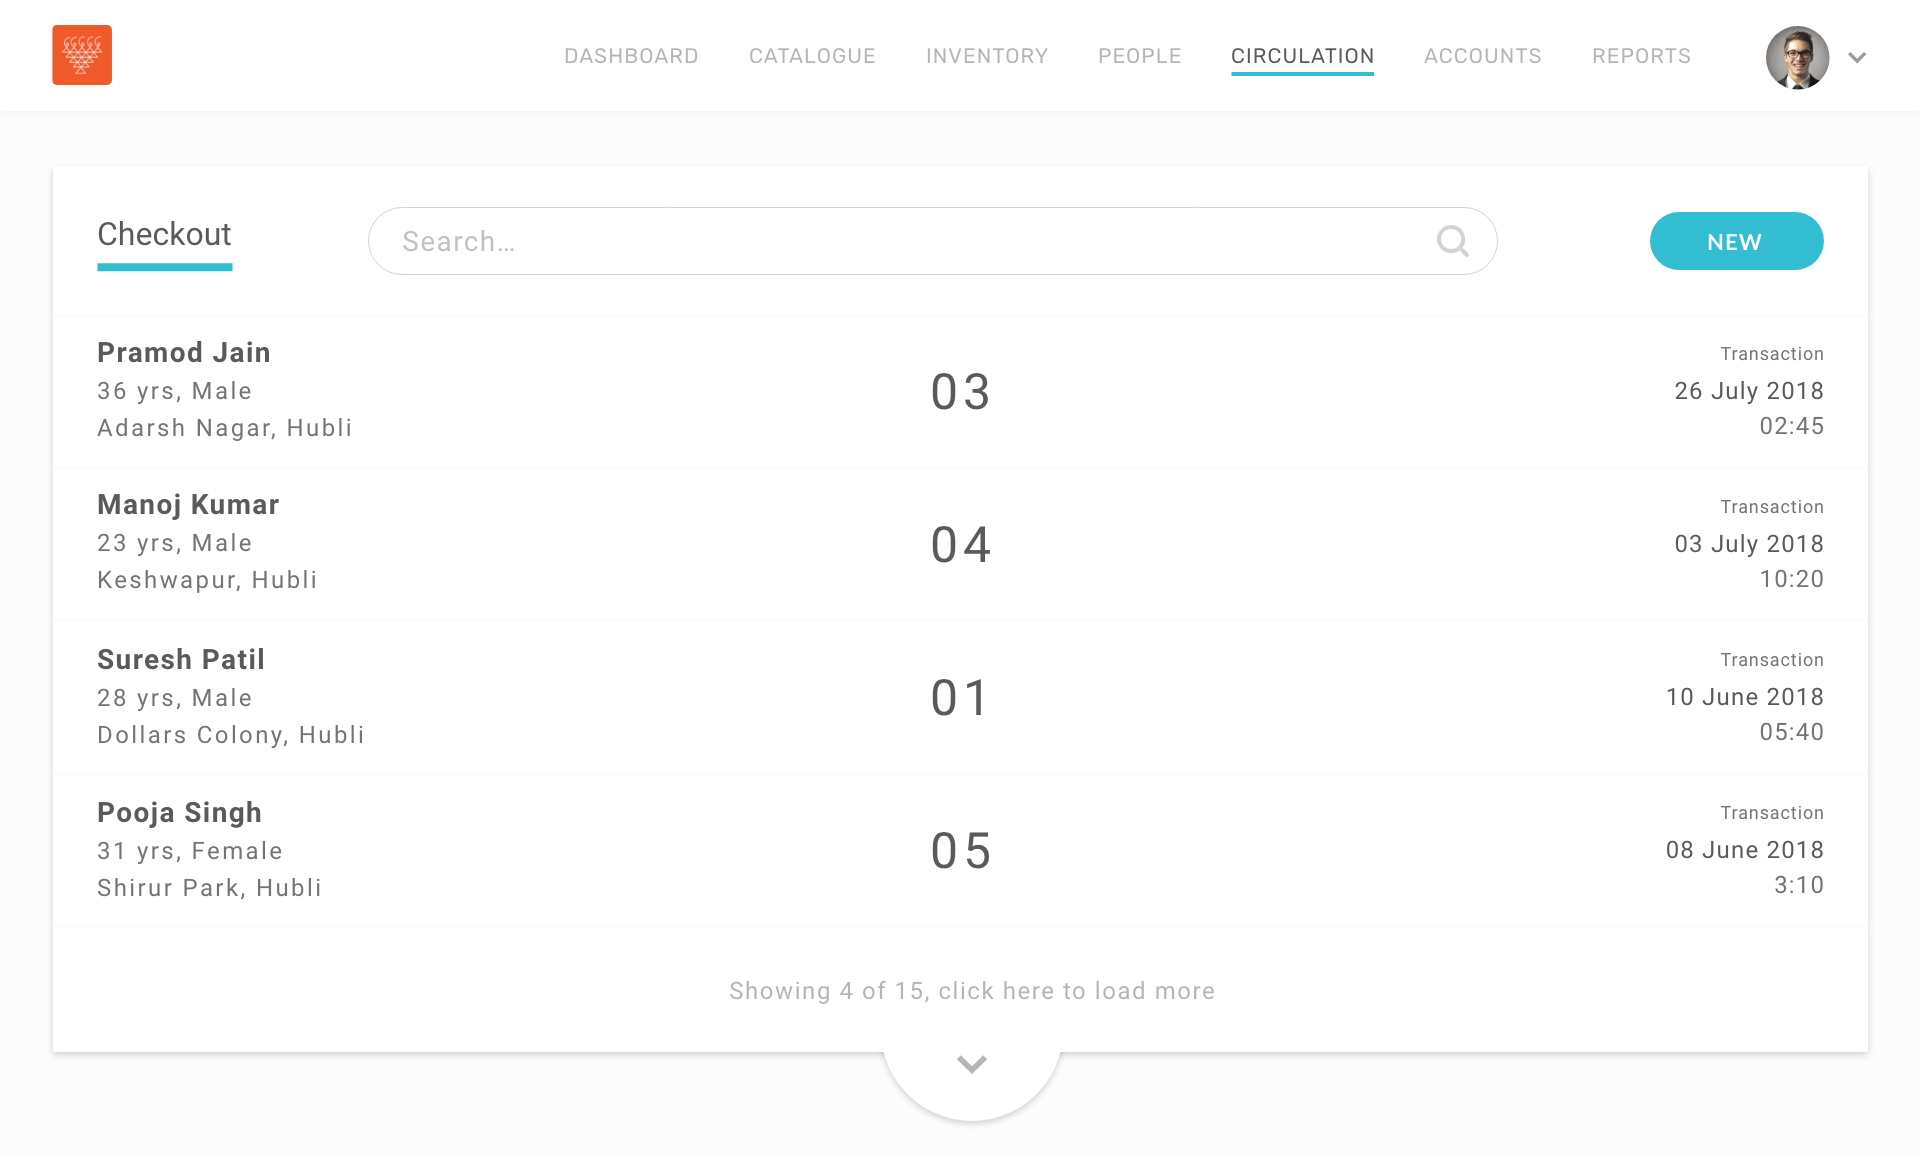 DASHBOARD CATALOGUE INVENTORY PEOPLE CIRCULATION ACCOUNTS REPORTS
Checkout
Search...
NEW
Pramod Jain
36 yrs, Male
Adarsh Nagar, Hubli
03
Transaction
26 July 2018
02:45
Manoj Kumar
23 yrs, Male
Keshwapur, Hubli
04
Transaction
03 July 2018
10:20
Suresh Patil
28 yrs, Male
Dollars Colony, Hubli
01
Transaction
10 June 2018
05:40
Pooja Singh
31 yrs, Female
Shirur Park, Hubli
05
Transaction
08 June 2018
3:10
Showing 4 of 15, click here to load more